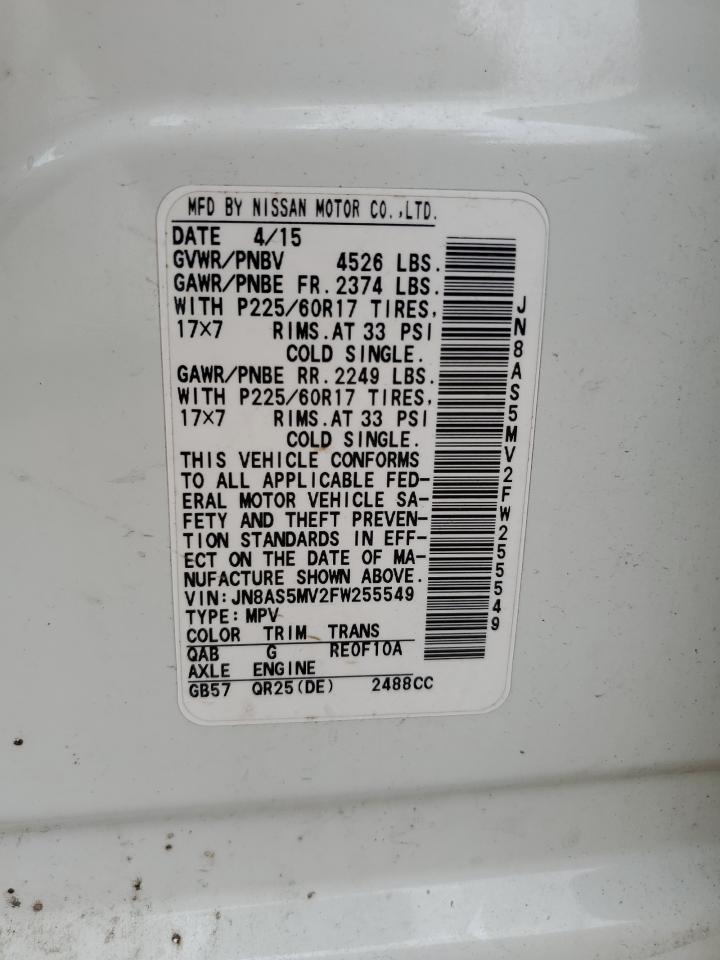 MFD BY NISSAN MOTOR CO.,LTD.
DATE 4/15
GVWR/PNBV 4526 LBS.
GAWR/PNBE FR. 2374 LBS.
WITH P225/60R17 TIRES,
17×7 RIMS.AT 33 PSI
COLD SINGLE.
GAWR/PNBE RR. 2249 LBS.
WITH P225/60R17 TIRES,
17×7 RIMS.AT 33 PSI
COLD SINGLE.
THIS VEHICLE CONFORMS
TO ALL APPLICABLE FED-
ERAL MOTOR VEHICLE SA-
FETY AND THEFT PREVEN-
TION STANDARDS IN EFF-
ECT ON THE DATE OF MA-
NUFACTURE SHOWN ABOVE.
VIN:JN8AS5MV2FW255549
TYPE:MPV
COLOR TRIM TRANS
QAB G RE0F10A
AXLE ENGINE
GB57 QR25(DE) 2488CC
JN8AS5MV2FW255549